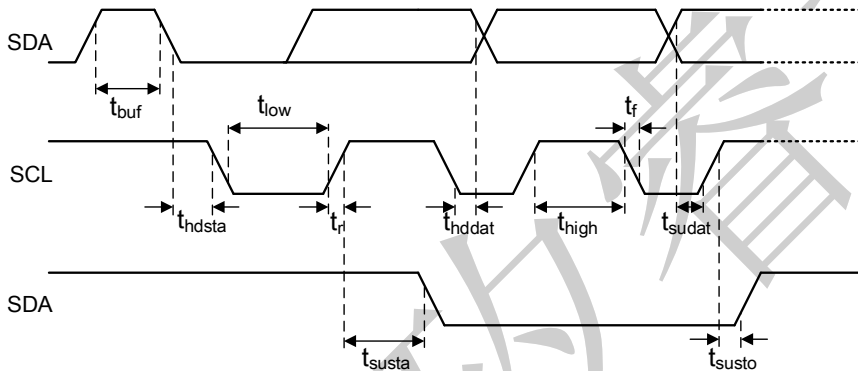 SDA
t_buf
t_low
t_f
SCL
t_hdsta
t_r
t_hddat
t_high
t_sudat
SDA
t_susta
t_susto